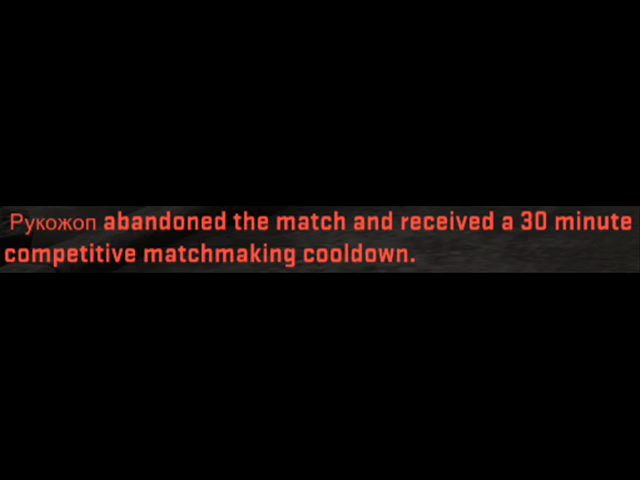 Рукожоп abandoned the match and received a 30 minute
competitive matchmaking cooldown.